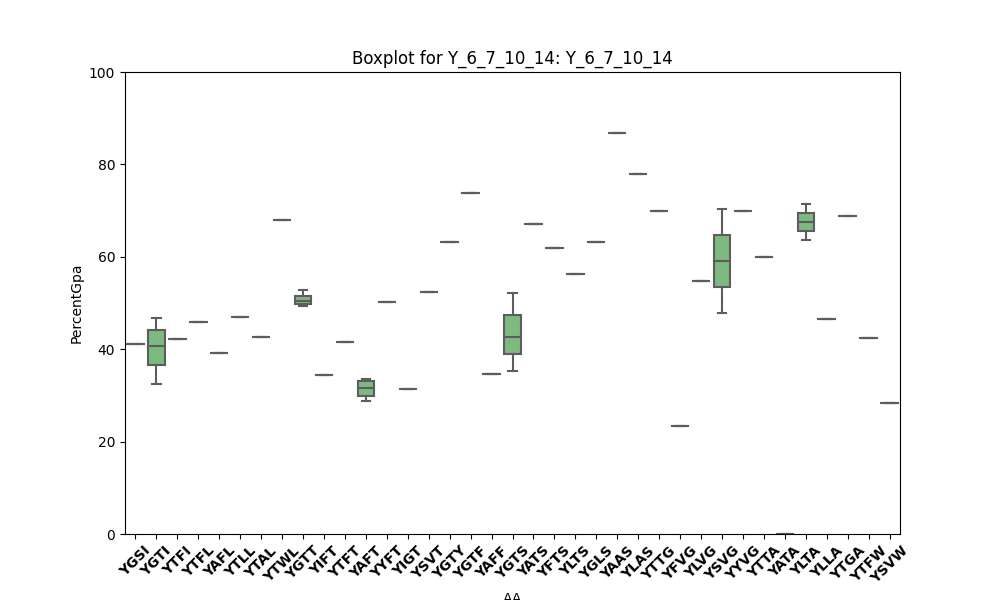 Boxplot for Y_6_7_10_14: Y_6_7_10_14
100
80
60
40
20
0
PercentGpa
YGSI YGTI YTFI YTFL YAFL YTLL YTAL YTWL YGTT YIFT YTFT YAFT YYFT YIGT YSVT YGTY YGTF YAFF YGTS YATS YFTS YLTS YGLS YAAS YLAS YTTG YFVG YLVG YSVG YYVG YTTA YATA YLTA YLLA YTGA YTFW YSVW
AA